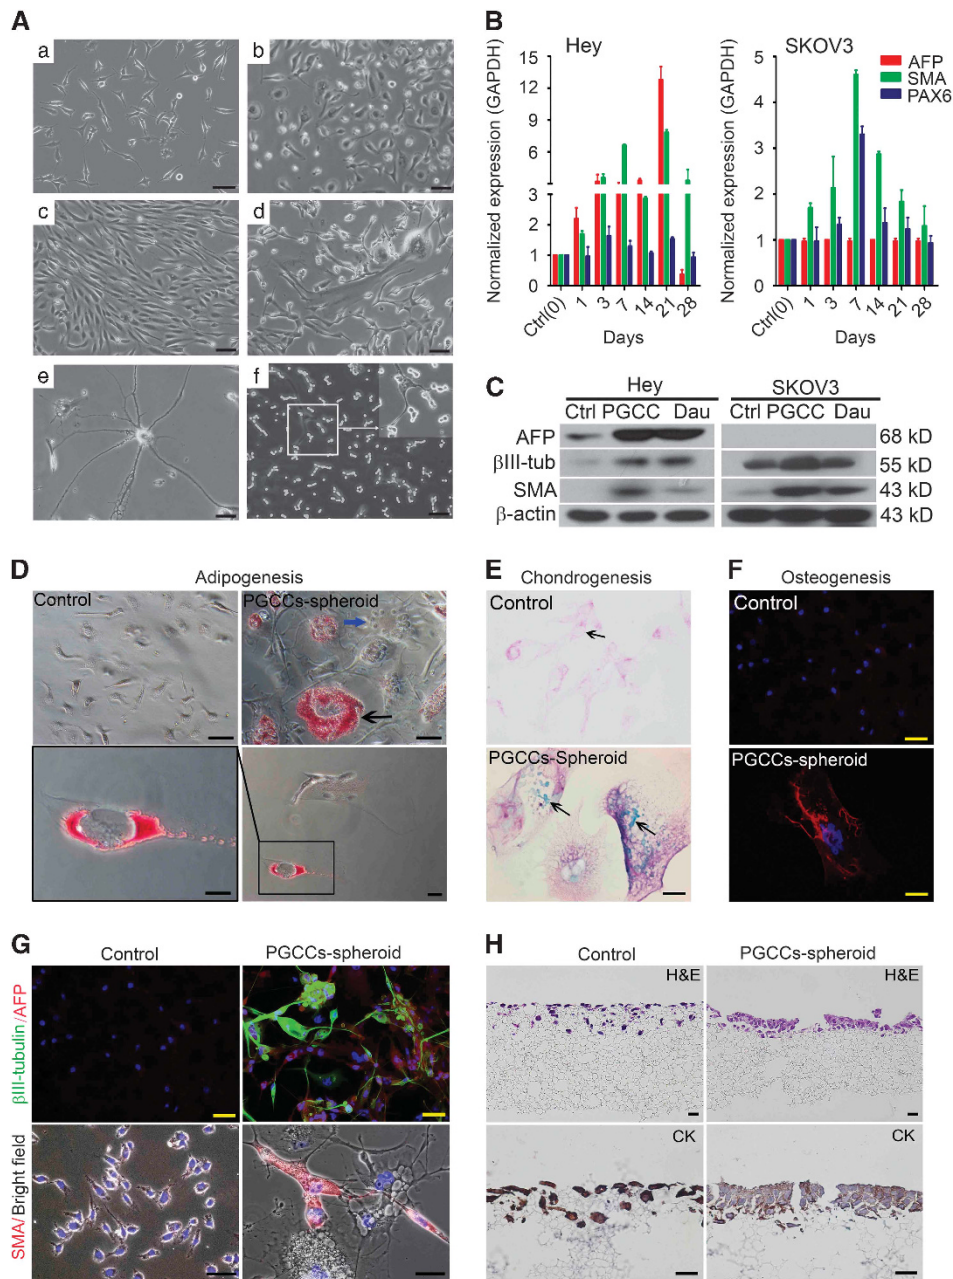 A
a
b
c
d
e
f
B
Hey
SKOV3
Normalized expression (GAPDH)
15
12
9
6
3
2
1
0
Ctrl(0)
1
3
7
14
21
28
Days
Normalized expression (GAPDH)
5
4
3
2
1
0
Ctrl(0)
1
3
7
14
21
28
Days
AFP
SMA
PAX6
C
Hey
SKOV3
Ctrl PGCC Dau
Ctrl PGCC Dau
AFP
68 kD
βIII-tub
55 kD
SMA
43 kD
β-actin
43 kD
D
Adipogenesis
Control
PGCCs-spheroid
E
Chondrogenesis
Control
PGCCs-Spheroid
F
Osteogenesis
Control
PGCCs-spheroid
G
Control
PGCCs-spheroid
βIII-tubulin/AFP
SMA/Bright field
H
Control
PGCCs-spheroid
H&E
H&E
CK
CK